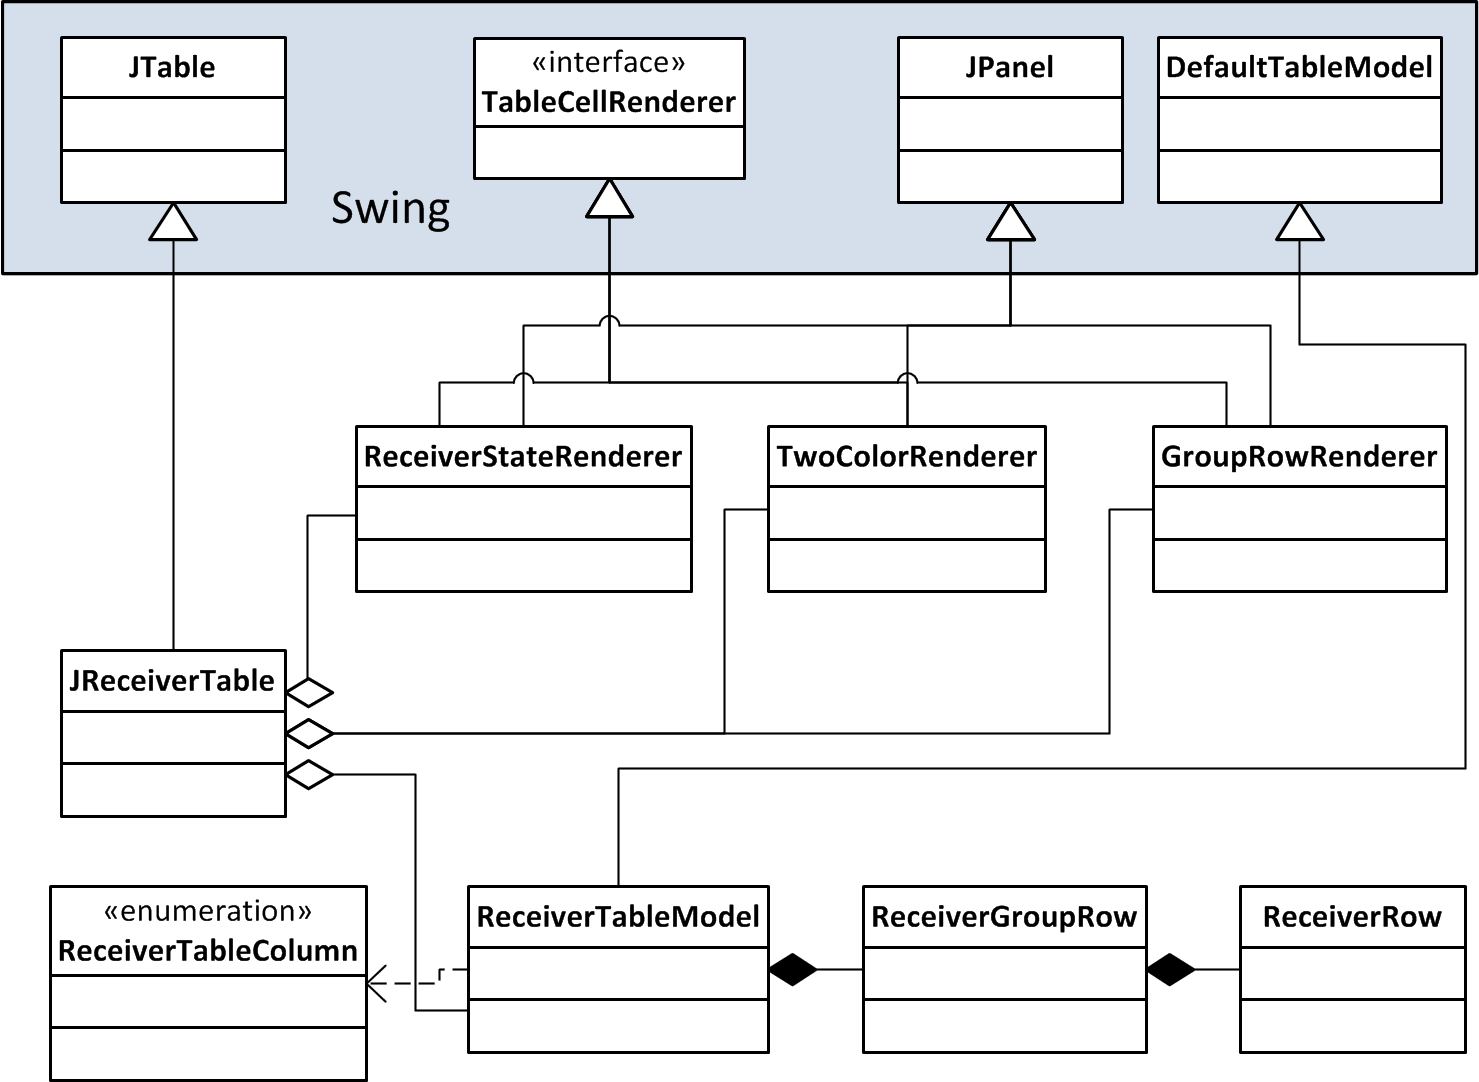 JTable
«interface»
TableCellRenderer
JPanel
DefaultTableModel
Swing
ReceiverStateRenderer
TwoColorRenderer
GroupRowRenderer
JReceiverTable
«enumeration»
ReceiverTableColumn
ReceiverTableModel
ReceiverGroupRow
ReceiverRow